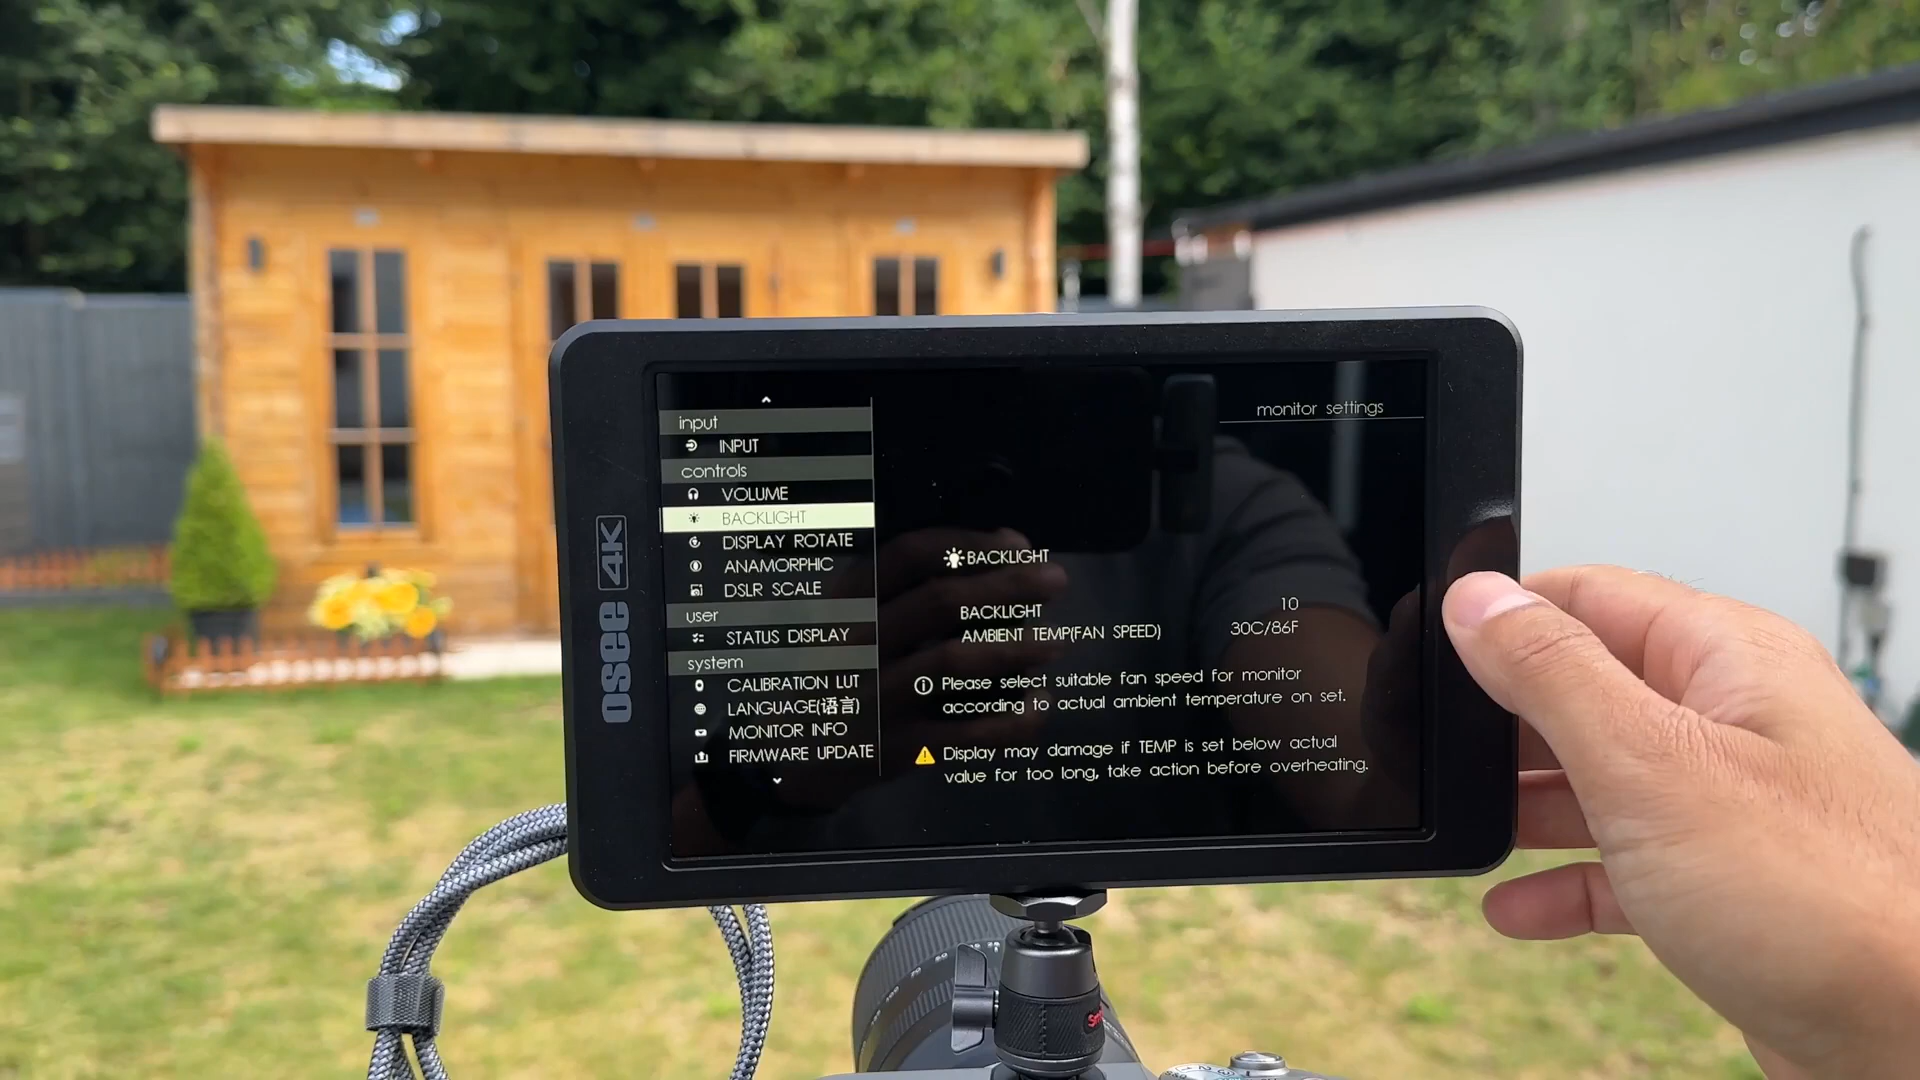 monitor settings
input
INPUT
controls
VOLUME
BACKLIGHT
DISPLAY ROTATE
ANAMORPHIC
DSLR SCALE
user
STATUS DISPLAY
system
CALIBRATION LUT
LANGUAGE(语言)
MONITOR INFO
FIRMWARE UPDATE
BACKLIGHT
BACKLIGHT 10
AMBIENT TEMP(FAN SPEED) 30C/86F
Please select suitable fan speed for monitor
according to actual ambient temperature on set.
Display may damage if TEMP is set below actual
value for too long, take action before overheating.
osee 4K